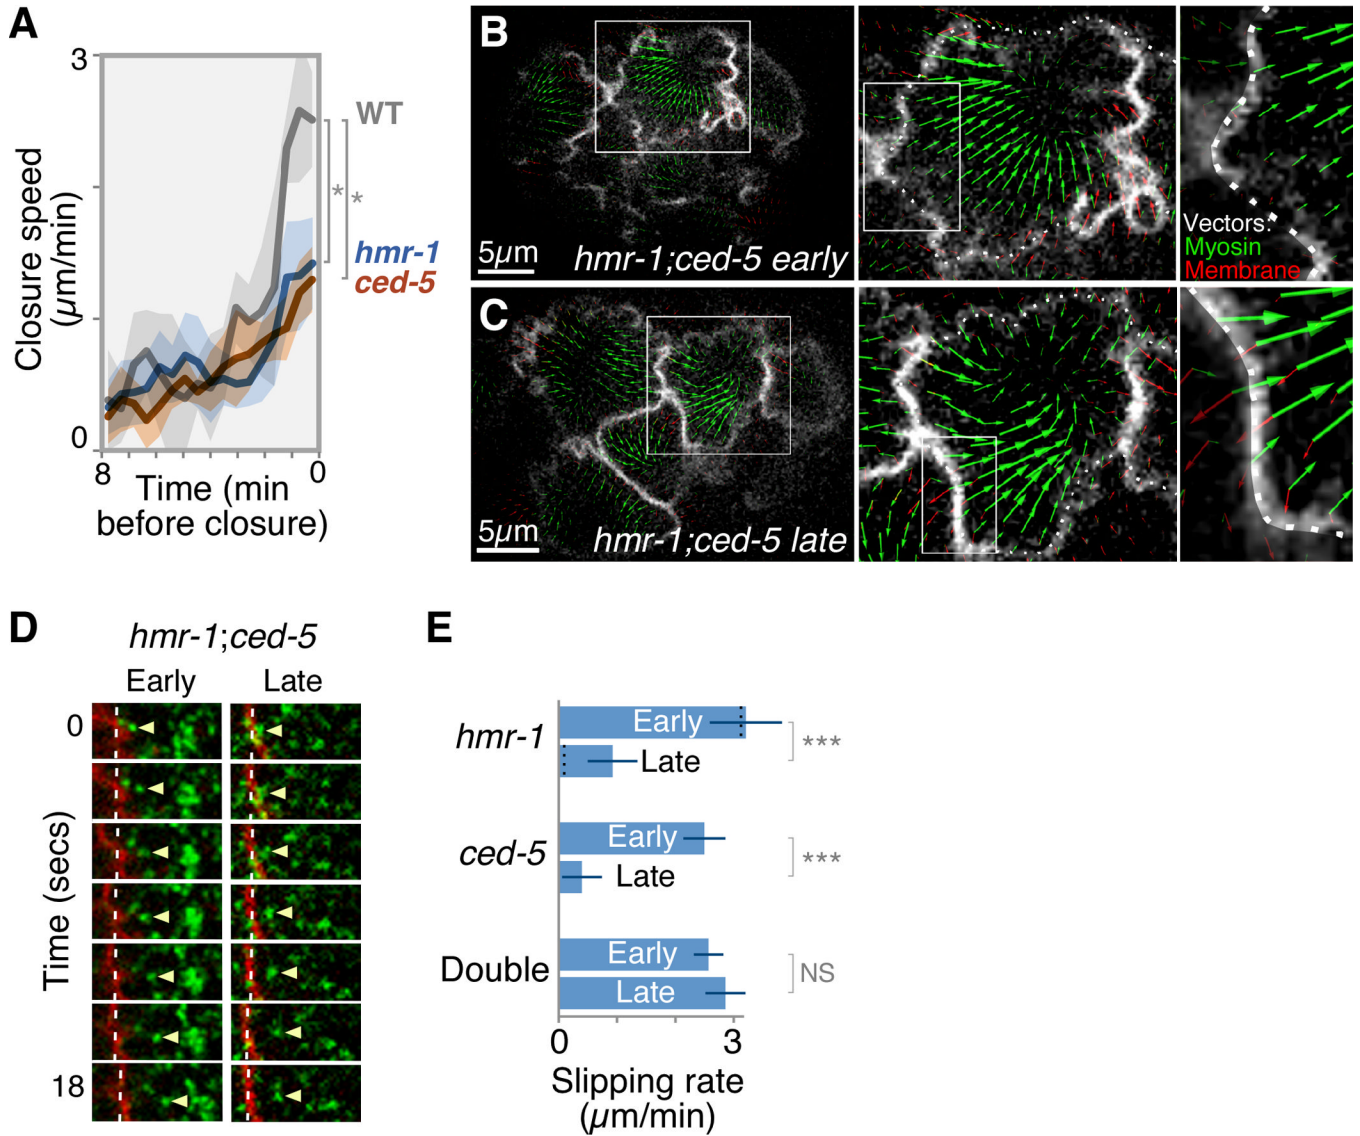 A
3
0
Closure speed
(µm/min)
8
0
Time (min
before closure)
WT
*
*
hmr-1
ced-5
B
5µm
hmr-1;ced-5 early
Vectors:
Myosin
Membrane
C
5µm
hmr-1;ced-5 late
D
hmr-1;ced-5
Early
Late
0
Time (secs)
18
E
hmr-1
Early
Late
***
ced-5
Early
Late
***
Double
Early
Late
NS
0
3
Slipping rate
(µm/min)